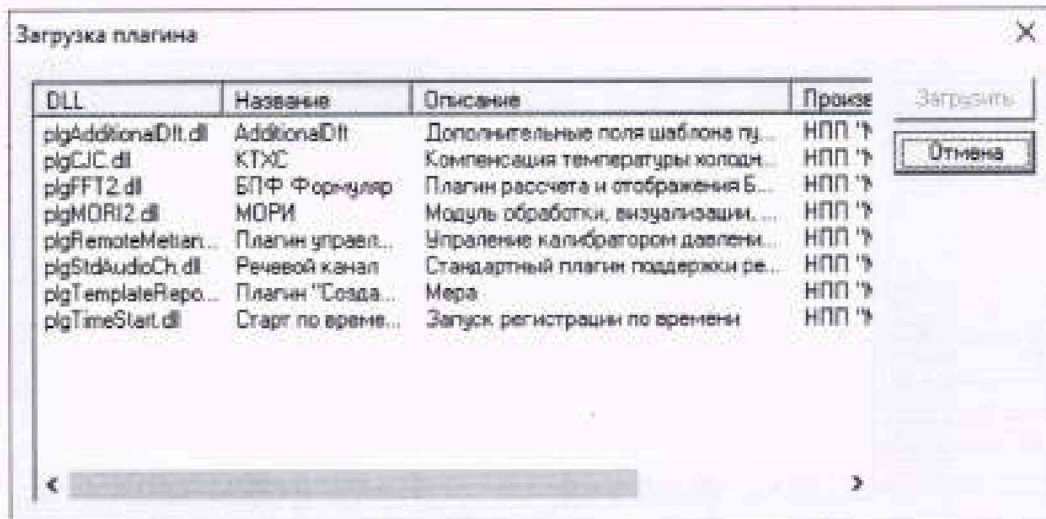 Загрузка плагина
DLL Название Описание Произв
plgAdditionalDft.dll AdditionalDft Дополнительные поля шаблона пу...
plgCJC.dll КТХС Компенсация температуры холодн... НПП "М
plgFFT2.dll БПФ Формуляр Плагин рассчета и отображения Б... НПП "М
plgMORI2.dll МОРИ Модуль обработки, визуализации, ... НПП "М
plgRemoteMetran... Плагин управл... Упраление калибратором давлени... НПП "М
plgStdAudioCh.dll Речевой канал Стандартный плагин поддержки ре... НПП "М
plgTemplateRepo... Плагин "Созда... Мера НПП "М
plgTimeStart.dll Старт по време... Запуск регистрации по времени НПП "М
Загрузить
Отмена